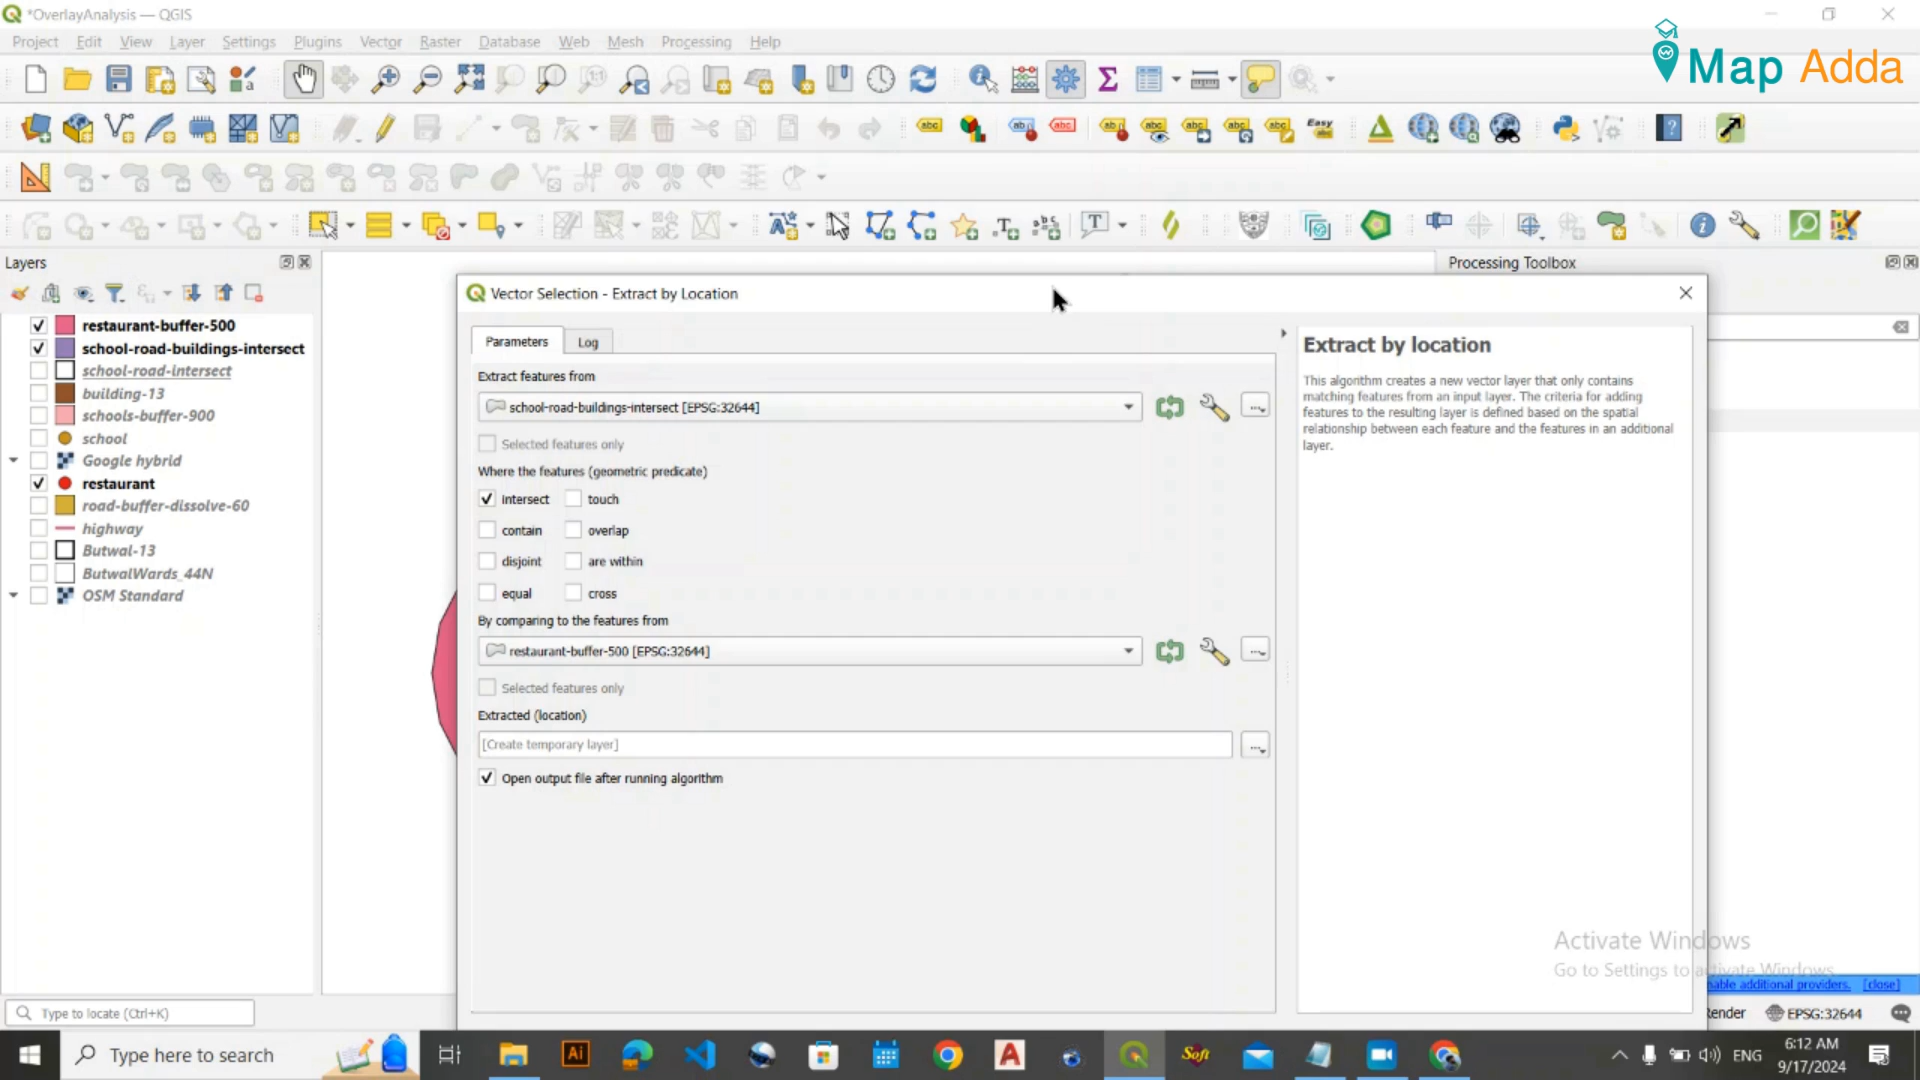 *OverlayAnalysis — QGIS
Map Adda
Project Edit View Layer Settings Plugins Vector Raster Database Web Mesh Processing Help
Layers
Processing Toolbox
restaurant-buffer-500
school-road-buildings-intersect
school-road-intersect
building-13
schools-buffer-900
school
Google hybrid
restaurant
road-buffer-dissolve-60
highway
Butwal-13
ButwalWards_44N
OSM Standard
Vector Selection - Extract by Location
Parameters Log
Extract features from
school-road-buildings-intersect [EPSG:32644]
Selected features only
Where the features (geometric predicate)
intersect touch
contain overlap
disjoint are within
equal cross
By comparing to the features from
restaurant-buffer-500 [EPSG:32644]
Selected features only
Extracted (location)
[Create temporary layer]
Open output file after running algorithm
Extract by location
This algorithm creates a new vector layer that only contains
matching features from an input layer. The criteria for adding
features to the resulting layer is defined based on the spatial
relationship between each feature and the features in an additional
layer.
Activate Windows
Go to Settings to activate Windows.
nable additional providers. [close]
Type to locate (Ctrl+K)
Render EPSG:32644
Type here to search
ENG
6:12 AM
9/17/2024